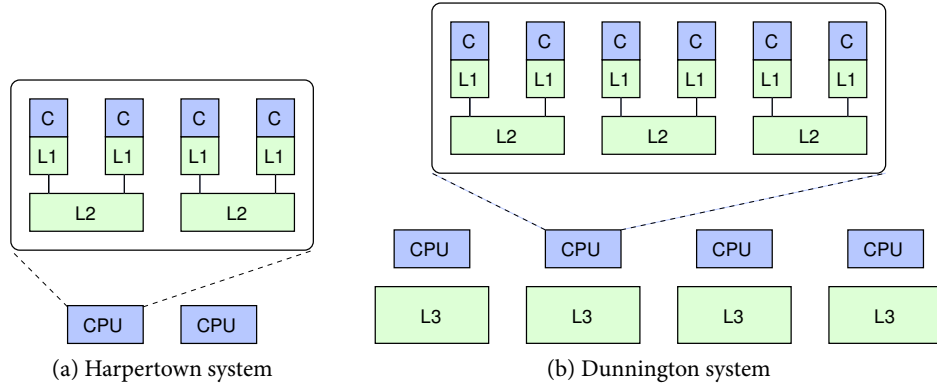 C C C C
L1 L1 L1 L1
L2 L2
CPU CPU
(a) Harpertown system
C C C C C C
L1 L1 L1 L1 L1 L1
L2 L2 L2
CPU CPU CPU CPU
L3 L3 L3 L3
(b) Dunnington system